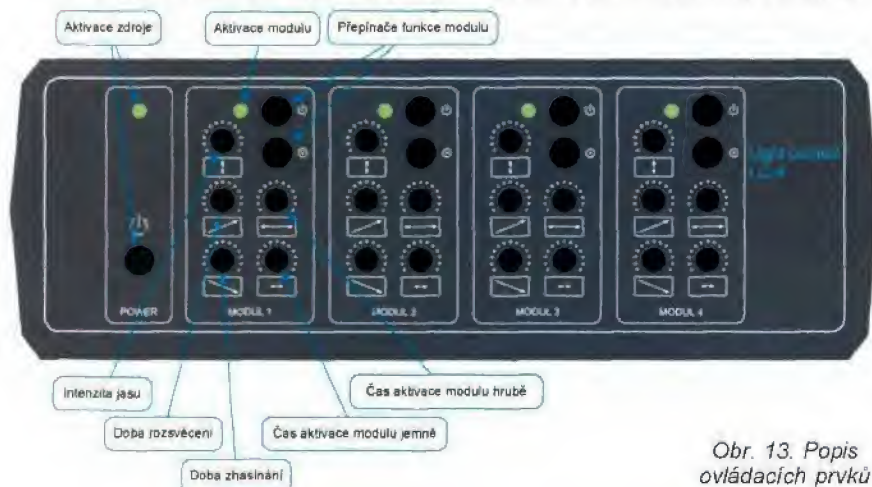 Aktivace zdroje
Aktivace modulu
Přepínače funkce modulu
POWER
MODUL 1
MODUL 2
MODUL 3
MODUL 4
Intenzita jasu
Čas aktivace modulu hrubě
Doba rozsvěcení
Čas aktivace modulu jemně
Doba zhasínání
Obr. 13. Popis
ovládacích prvků